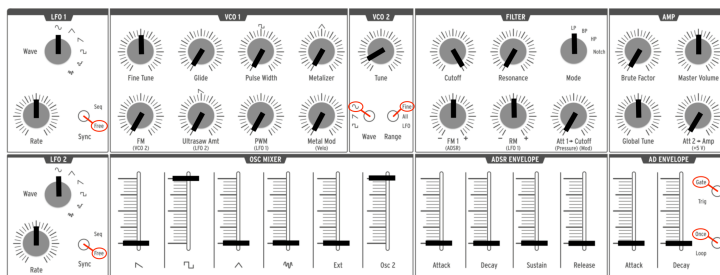 LFO 1
VCO 1
VCO 2
FILTER
AMP
Wave
Fine Tune
Glide
Pulse Width
Metalizer
Tune
Cutoff
Resonance
LP
BP
HP
Notch
Mode
Brute Factor
Master Volume
Rate
Seq
Free
Sync
FM
(VCO 2)
Ultrasaw Amt
(LFO 2)
PWM
(LFO 1)
Metal Mod
(Velo)
Wave
Fine
All
LFO
Range
− FM 1 +
(ADSR)
− RM +
(LFO 1)
Att 1 → Cutoff
(Pressure) (Mod)
Global Tune
Att 2 → Amp
(+5 V)
LFO 2
OSC MIXER
ADSR ENVELOPE
AD ENVELOPE
Wave
Rate
Seq
Free
Sync
Ext
Osc 2
Attack
Decay
Sustain
Release
Attack
Decay
Gate
Trig
Once
Loop